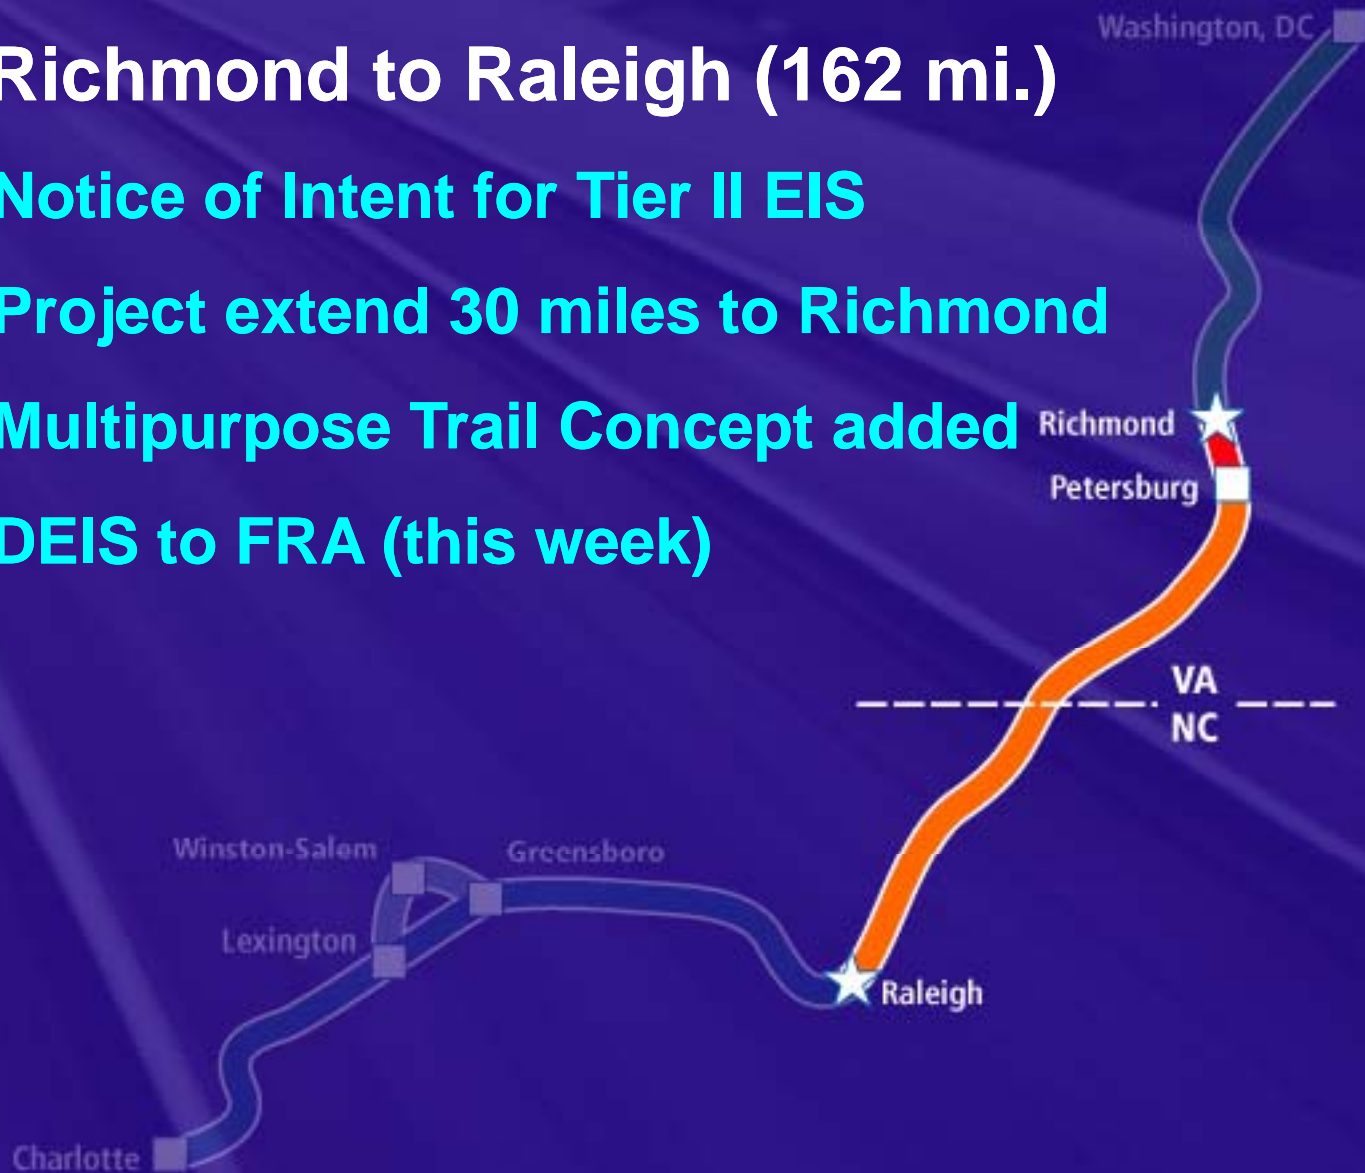 Richmond to Raleigh (162 mi.)
Notice of Intent for Tier II EIS
Project extend 30 miles to Richmond
Multipurpose Trail Concept added
DEIS to FRA (this week)
Washington, DC
Richmond
Petersburg
VA
NC
Winston-Salem
Greensboro
Lexington
Raleigh
Charlotte